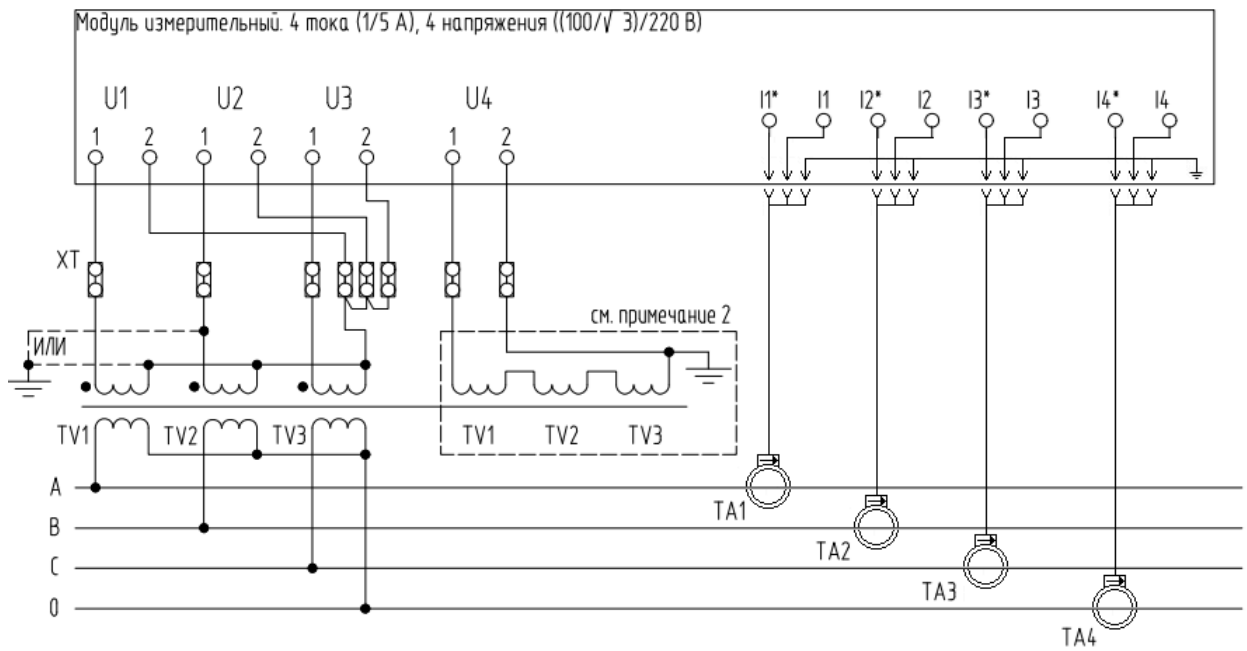 Модуль измерительный. 4 тока (1/5 А), 4 напряжения ((100/√ 3)/220 В)
U1 U2 U3 U4
I1* I1 I2* I2 I3* I3 I4* I4
1 2 1 2 1 2 1 2
XT
см. примечание 2
ИЛИ
TV1 TV2 TV3 TV1 TV2 TV3
A
TA1
B
TA2
C
TA3
0
TA4